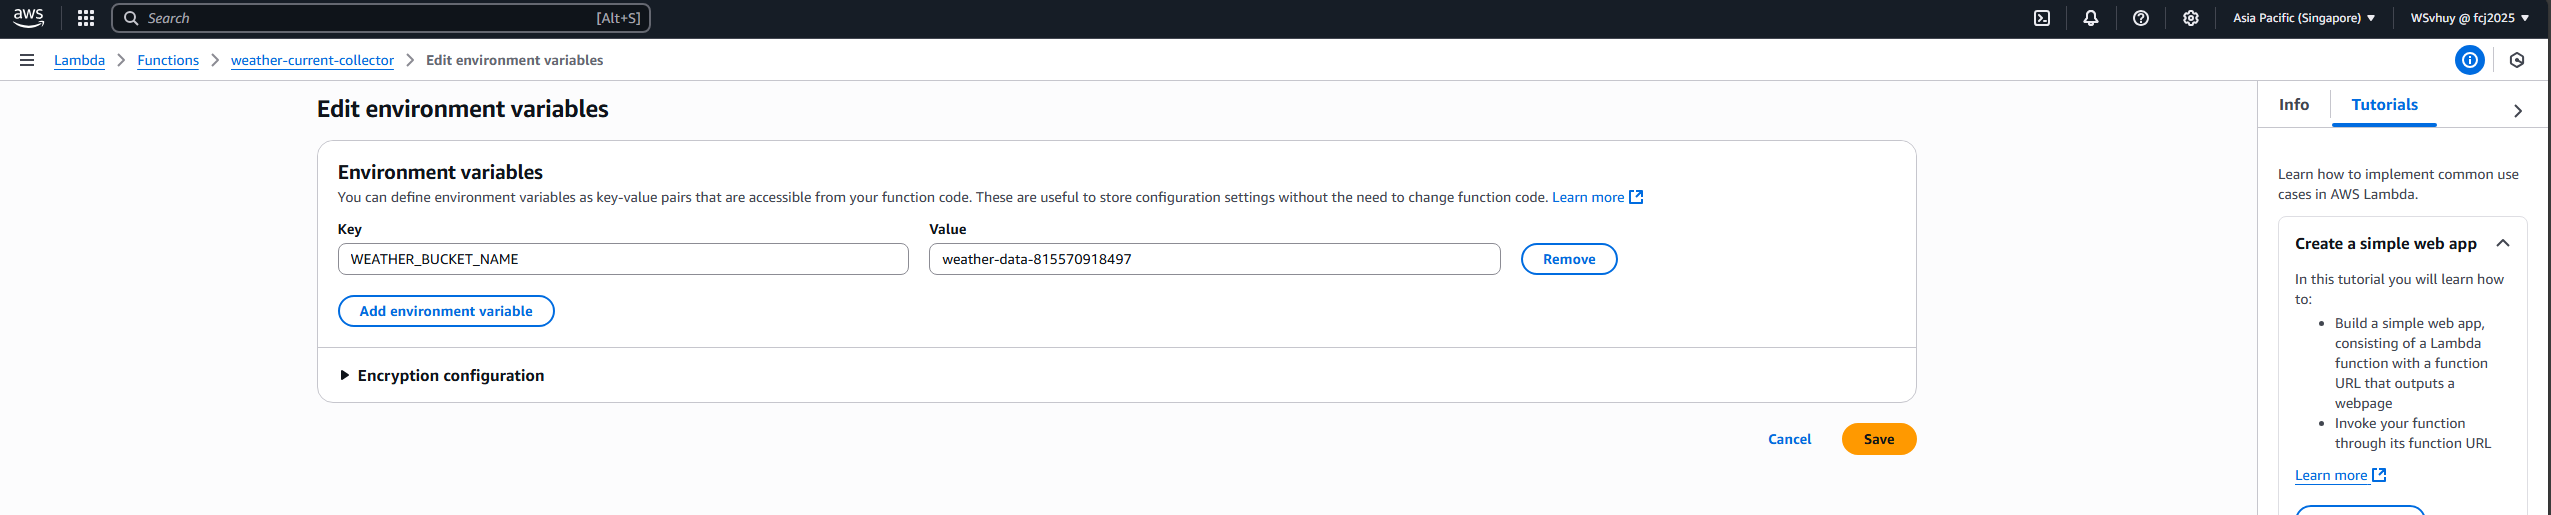 aws
Search
[Alt+S]
Asia Pacific (Singapore)
WSvhuy @ fcj2025
Lambda
Functions
weather-current-collector
Edit environment variables
Edit environment variables
Environment variables
You can define environment variables as key-value pairs that are accessible from your function code. These are useful to store configuration settings without the need to change function code. Learn more
Key
Value
WEATHER_BUCKET_NAME
weather-data-815570918497
Remove
Add environment variable
Encryption configuration
Cancel
Save
Info
Tutorials
Learn how to implement common use
cases in AWS Lambda.
Create a simple web app
In this tutorial you will learn how
to:
• Build a simple web app,
consisting of a Lambda
function with a function
URL that outputs a
webpage
• Invoke your function
through its function URL
Learn more